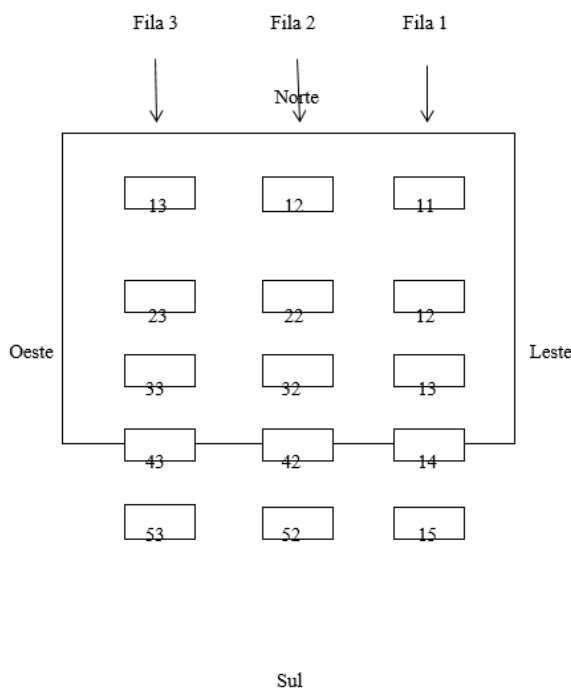 Fila 3 Fila 2 Fila 1
Norte
13 12 11
23 22 12
Oeste Leste
33 32 13
43 42 14
53 52 15
Sul